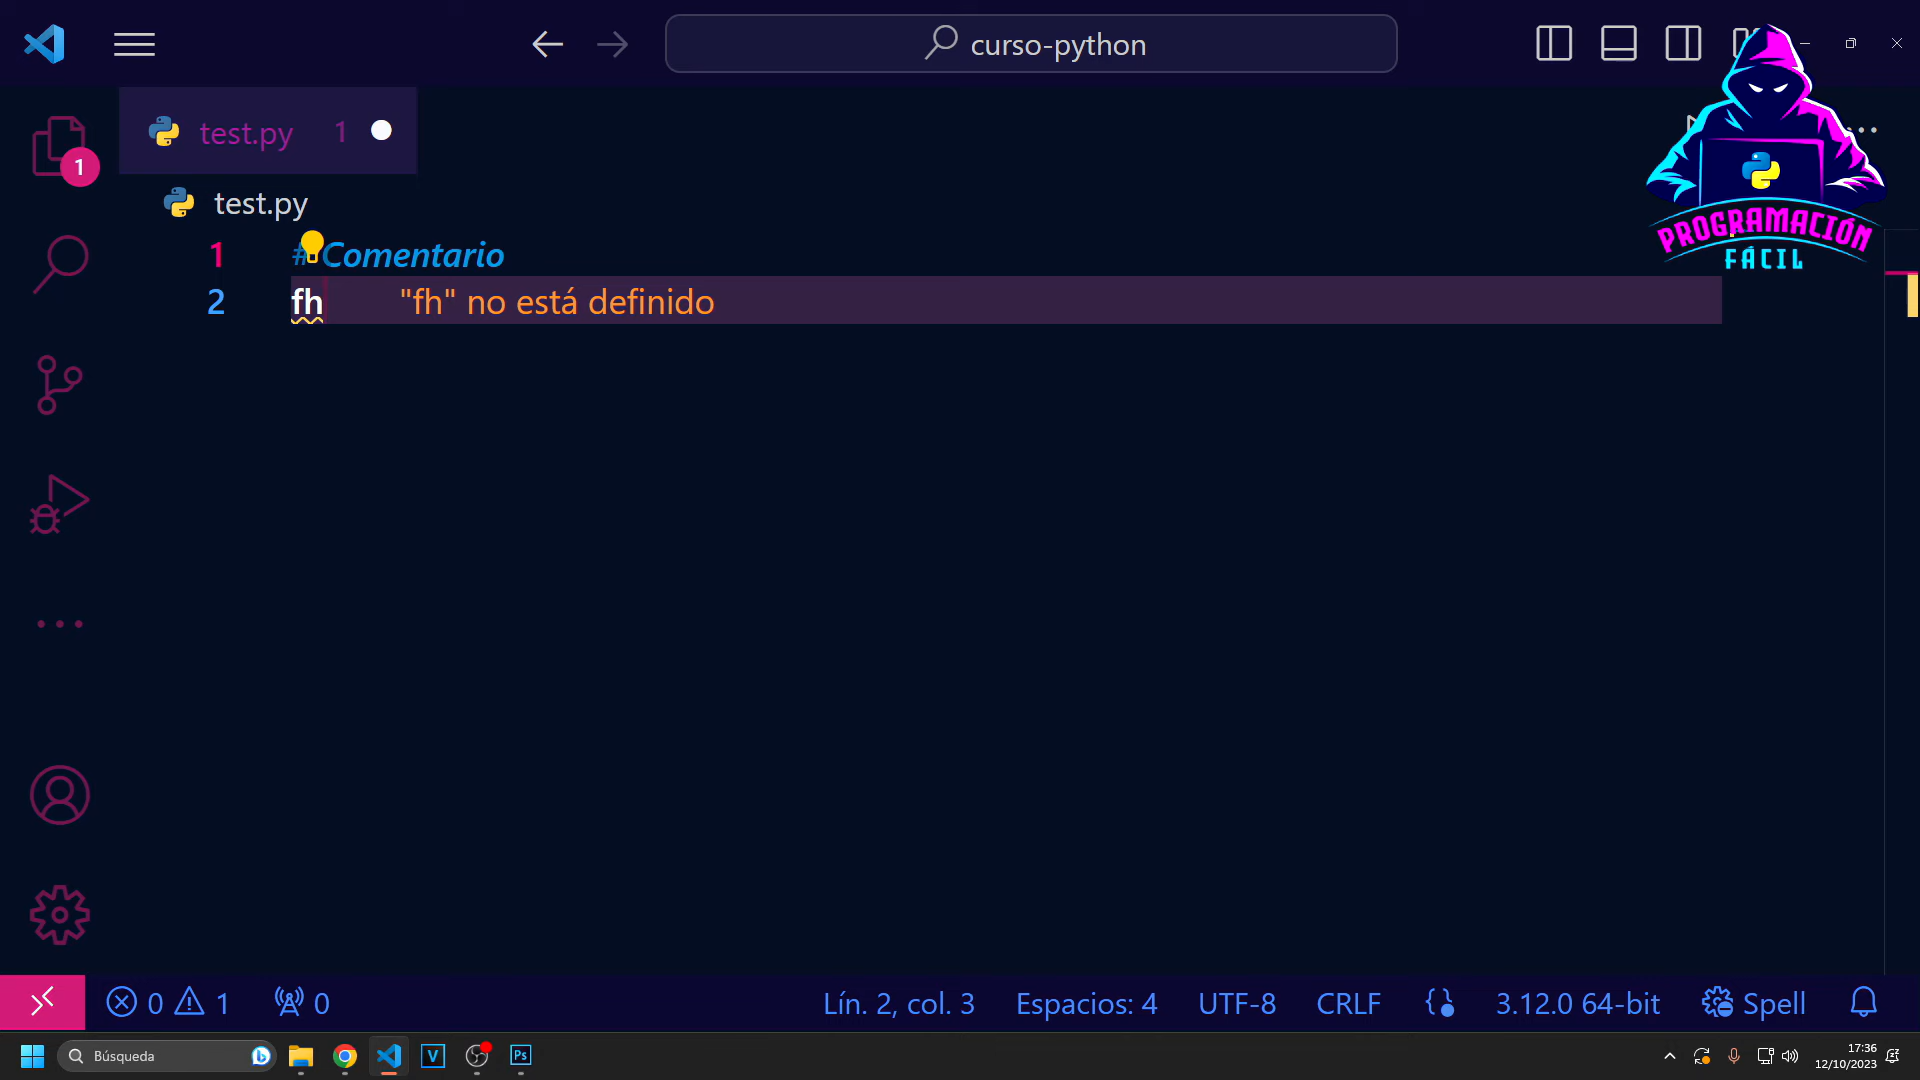 curso-python
test.py 1
1
test.py
1 # Comentario
2 fh "fh" no está definido
PROGRAMACIÓN
FÁCIL
0 1 0 Lín. 2, col. 3 Espacios: 4 UTF-8 CRLF 3.12.0 64-bit Spell
Búsqueda
V
Ps
17:36
12/10/2023